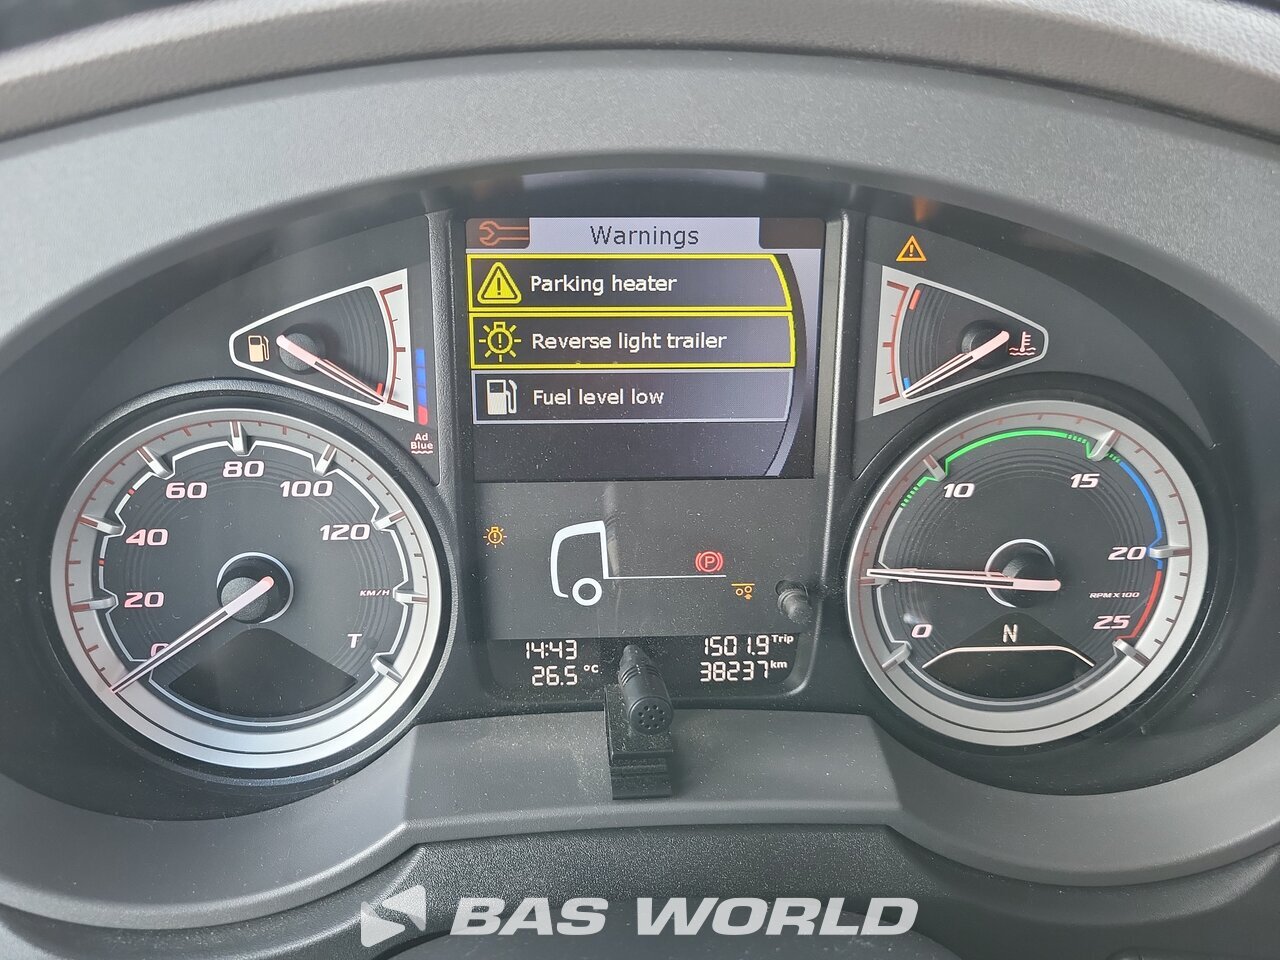 Warnings
Parking heater
Reverse light trailer
Fuel level low
Ad
Blue
0
20
40
60
80
100
120
KM/H
T
P
14:43
26.5 °C
1501.9 Trip
38237 km
0
10
15
20
25
RPM X 100
N
BAS WORLD